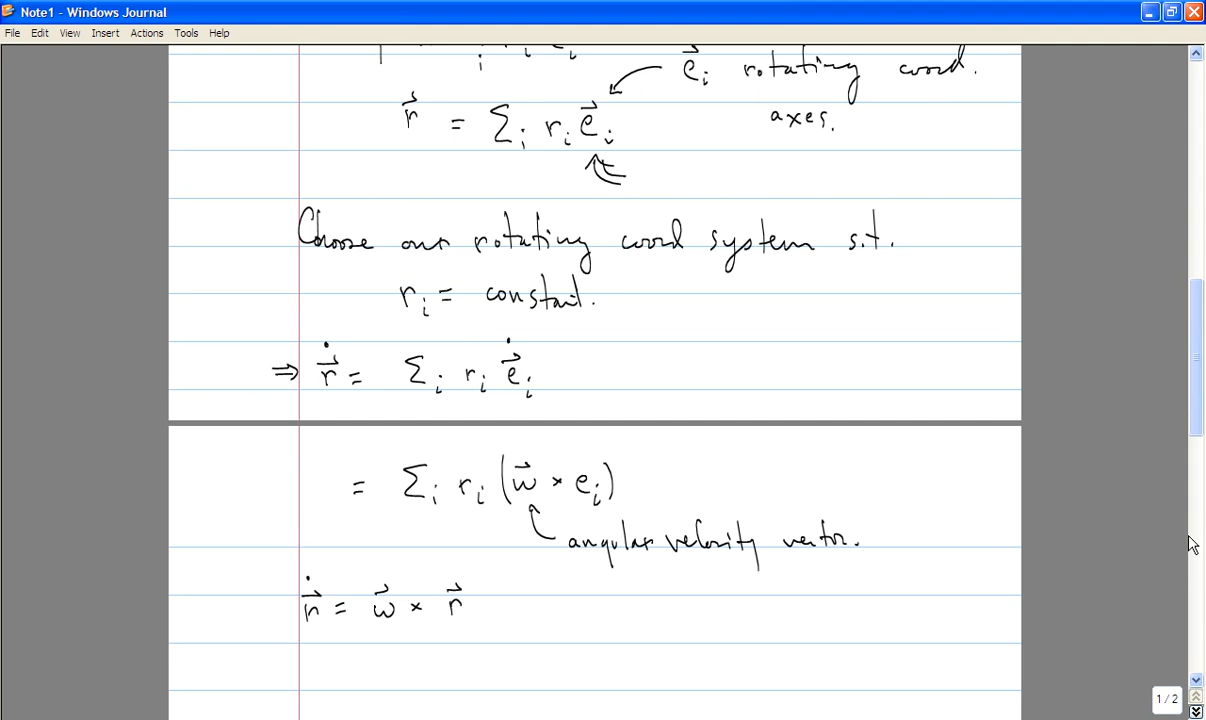 Note1 - Windows Journal
File Edit View Insert Actions Tools Help
e⃗ᵢ rotating coord.
axes.
r⃗ = Σᵢ rᵢ e⃗ᵢ
Choose our rotating coord system s.t.
rᵢ = constant.
⇒ ṙ⃗ = Σᵢ rᵢ ė⃗ᵢ
= Σᵢ rᵢ (ω⃗ × eᵢ)
angular velocity vector.
ṙ⃗ = ω⃗ × r⃗
1 / 2